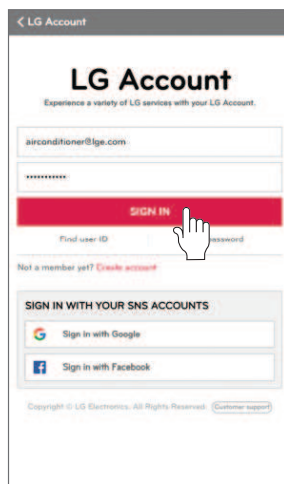 < LG Account
LG Account
Experience a variety of LG services with your LG Account.
airconditioner@lge.com
•••••••••••
SIGN IN
Find user ID
password
Not a member yet? Create account
SIGN IN WITH YOUR SNS ACCOUNTS
Sign in with Google
Sign in with Facebook
Copyright © LG Electronics. All Rights Reserved. Customer support